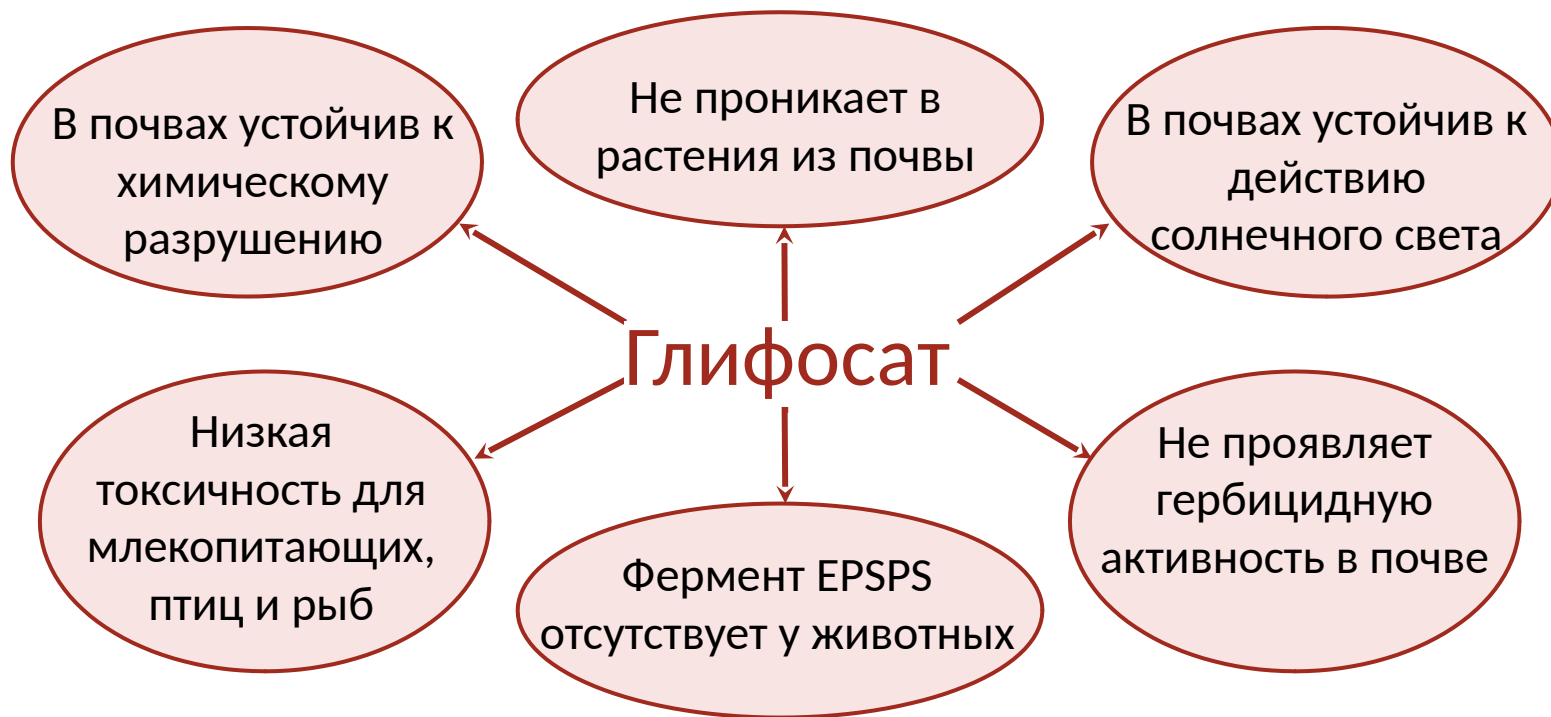 В почвах устойчив к
химическому
разрушению
Не проникает в
растения из почвы
В почвах устойчив к
действию
солнечного света
Глифосат
Низкая
токсичность для
млекопитающих,
птиц и рыб
Фермент EPSPS
отсутствует у животных
Не проявляет
гербицидную
активность в почве